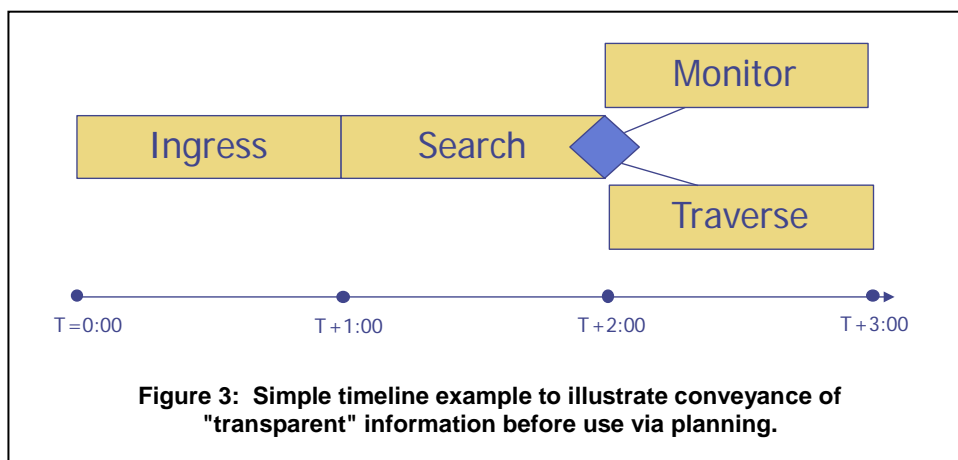 Monitor
Ingress
Search
Traverse
T=0:00
T+1:00
T+2:00
T+3:00
Figure 3: Simple timeline example to illustrate conveyance of
"transparent" information before use via planning.